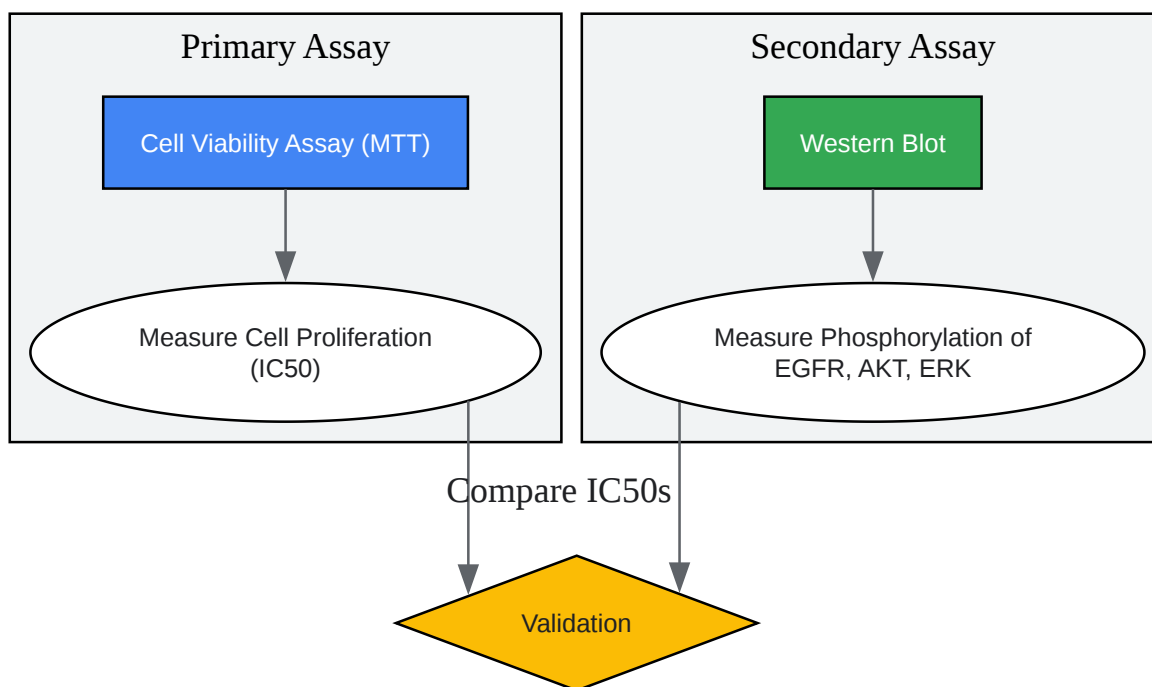 Primary Assay
Cell Viability Assay (MTT)
Measure Cell Proliferation
(IC50)
Secondary Assay
Western Blot
Measure Phosphorylation of
EGFR, AKT, ERK
Compare IC50s
Validation